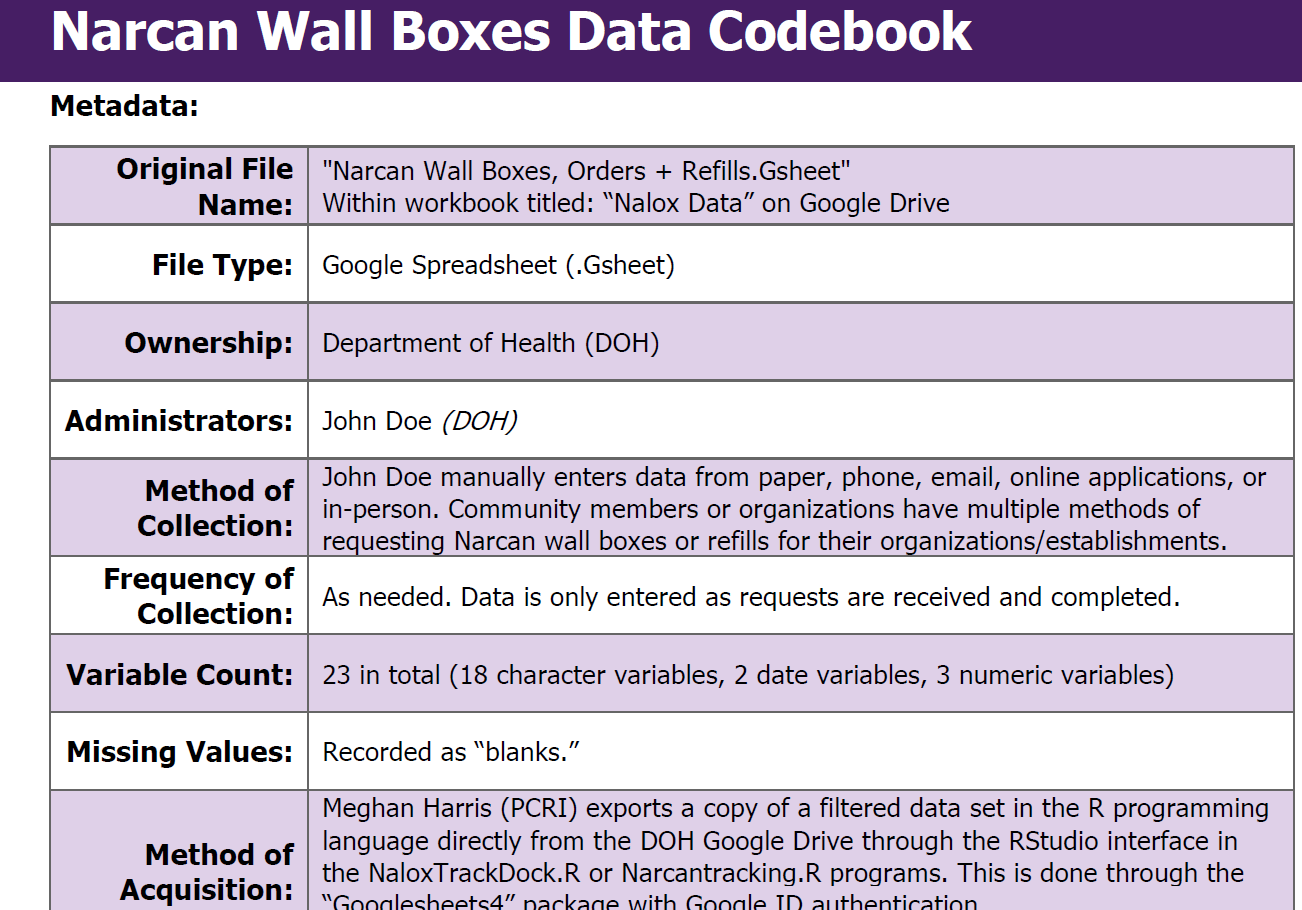 Narcan Wall Boxes Data Codebook
Metadata:
Original File
Name:
"Narcan Wall Boxes, Orders + Refills.Gsheet"
Within workbook titled: “Nalox Data” on Google Drive
File Type:
Google Spreadsheet (.Gsheet)
Ownership:
Department of Health (DOH)
Administrators:
John Doe (DOH)
Method of
Collection:
John Doe manually enters data from paper, phone, email, online applications, or
in-person. Community members or organizations have multiple methods of
requesting Narcan wall boxes or refills for their organizations/establishments.
Frequency of
Collection:
As needed. Data is only entered as requests are received and completed.
Variable Count:
23 in total (18 character variables, 2 date variables, 3 numeric variables)
Missing Values:
Recorded as “blanks.”
Method of
Acquisition:
Meghan Harris (PCRI) exports a copy of a filtered data set in the R programming
language directly from the DOH Google Drive through the RStudio interface in
the NaloxTrackDock.R or Narcantracking.R programs. This is done through the
“Googlesheets4” package with Google ID authentication.